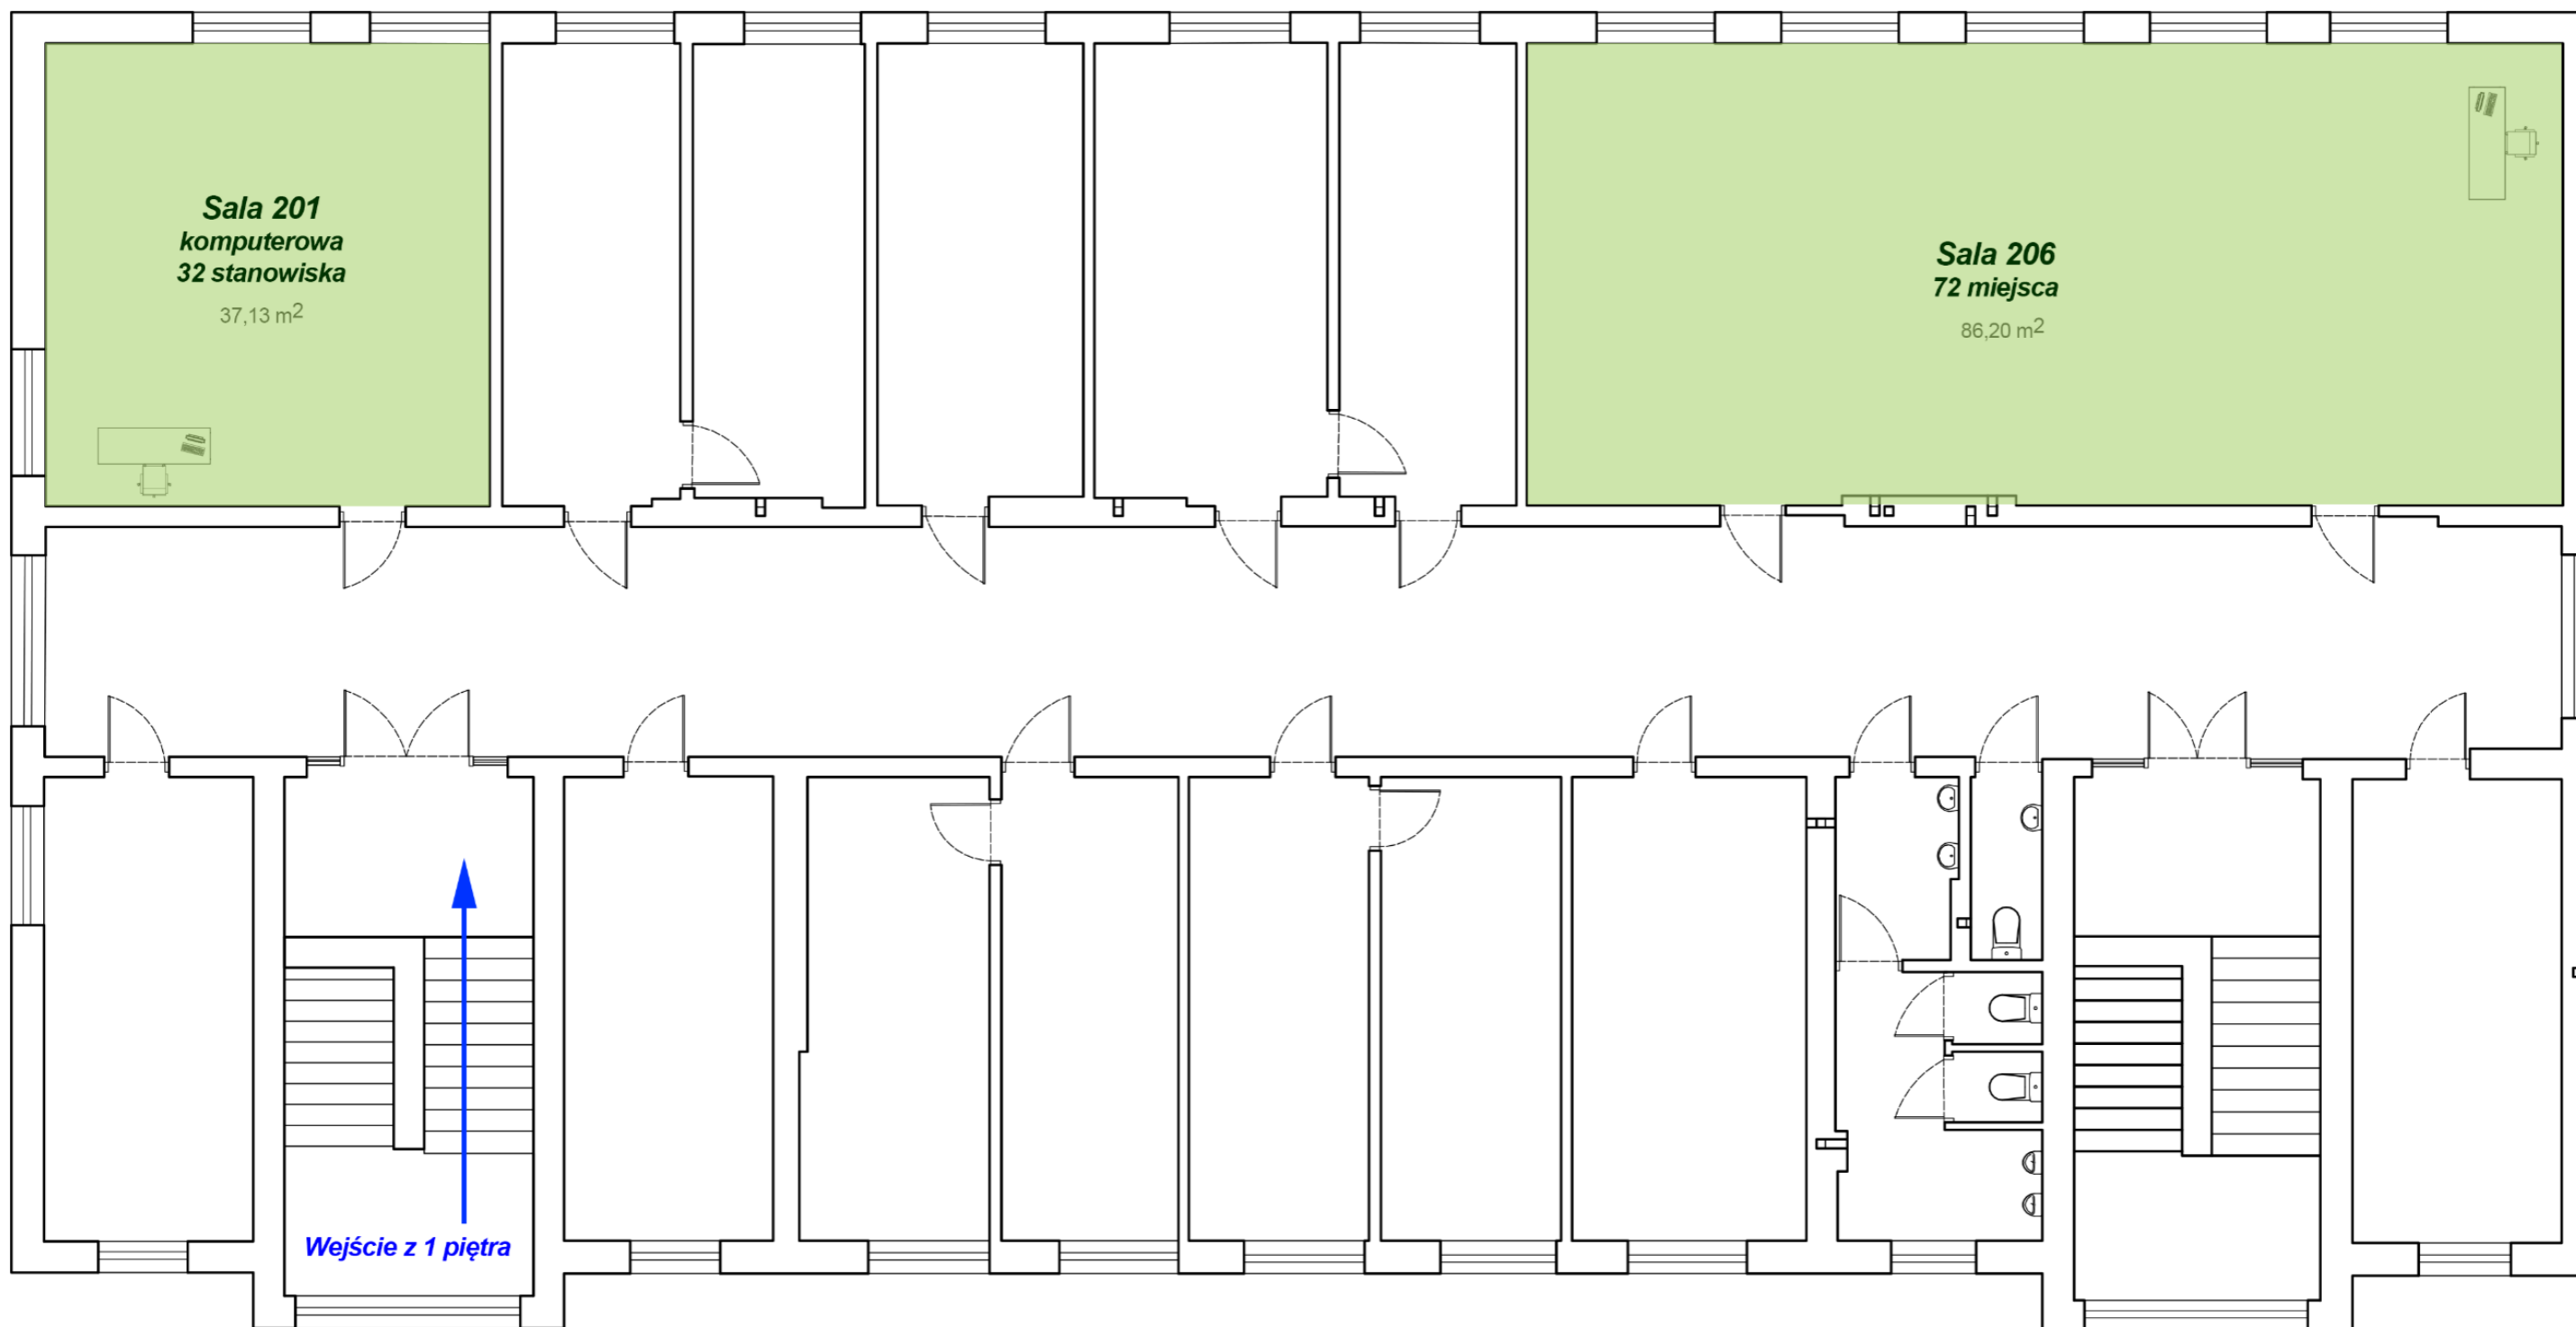 Sala 201
komputerowa
32 stanowiska
37,13 m²
Sala 206
72 miejsca
86,20 m²
Wejście z 1 piętra